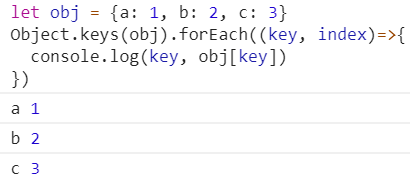 let obj = {a: 1, b: 2, c: 3}
Object.keys(obj).forEach((key, index)=>{
  console.log(key, obj[key])
})
a 1
b 2
c 3